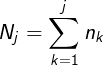 N_j = \sum_{k=1}^{j} n_k